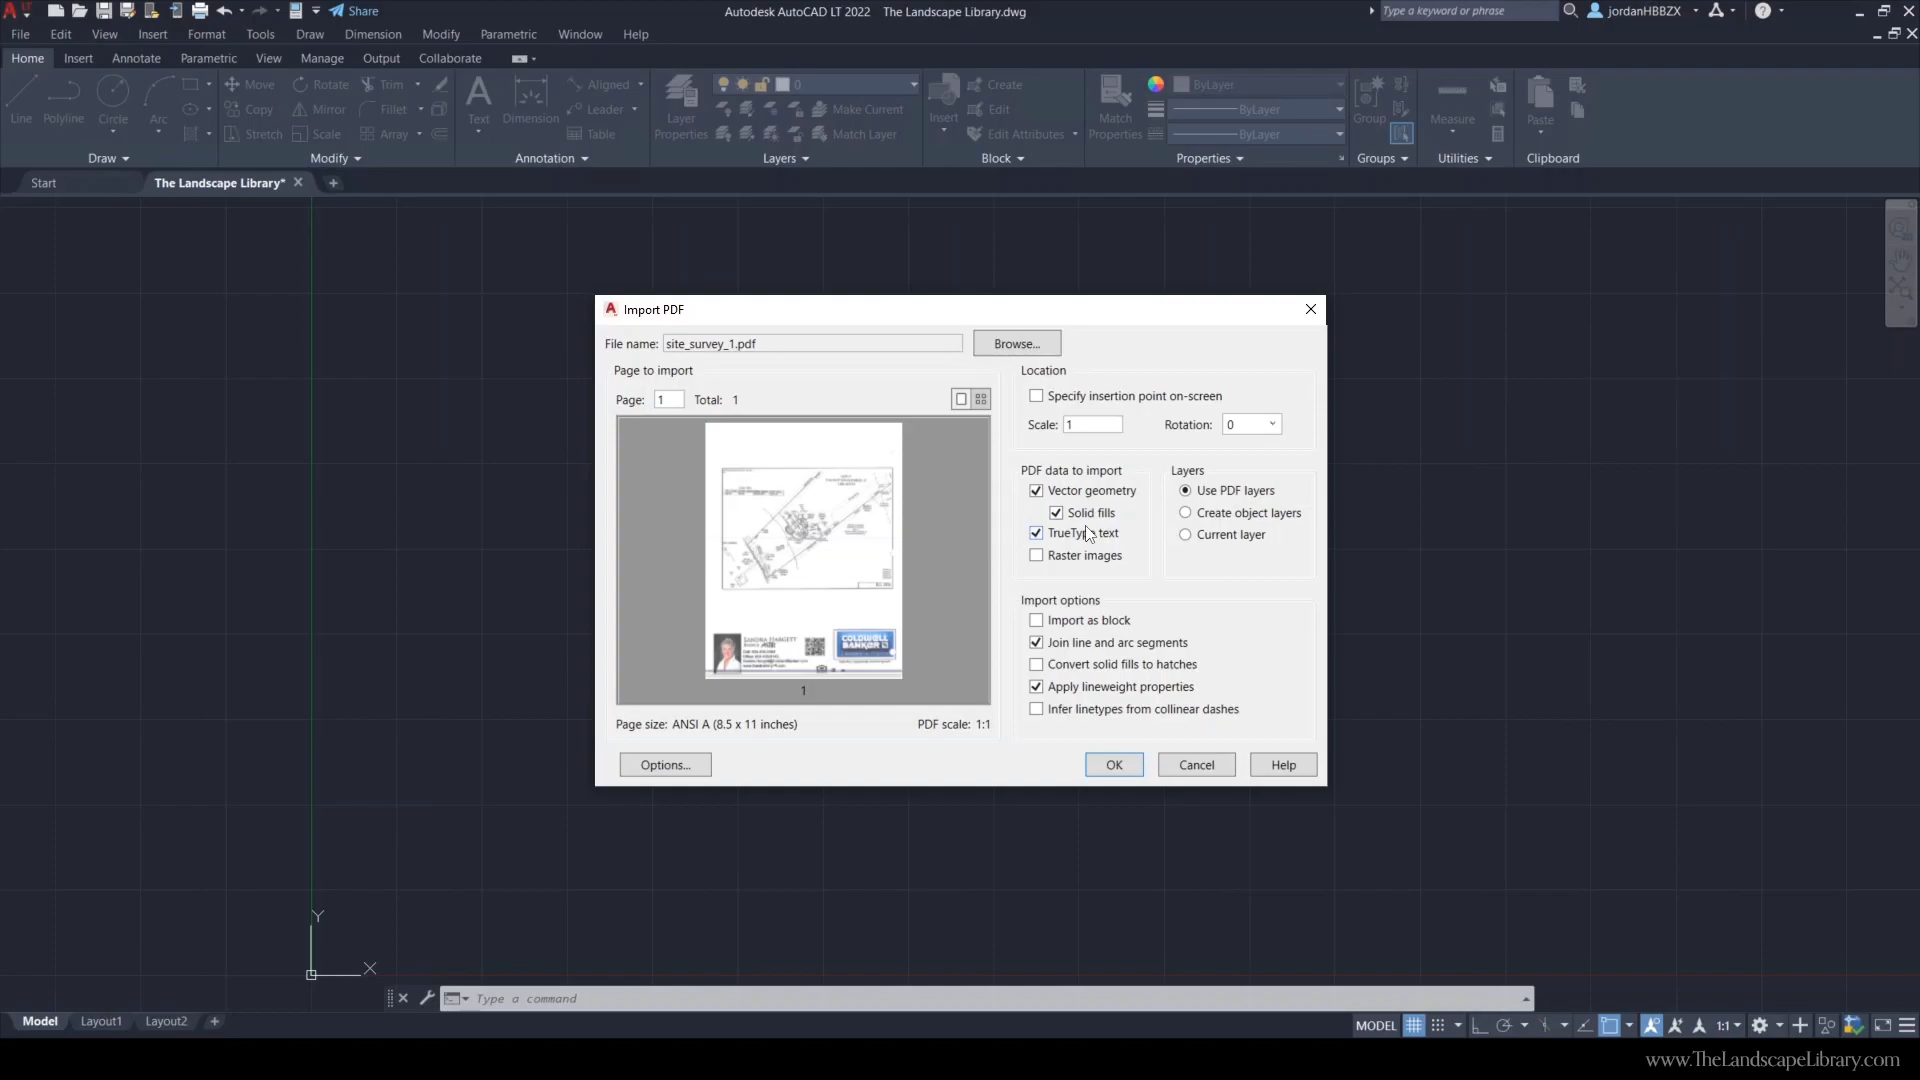 Share
Autodesk AutoCAD LT 2022 The Landscape Library.dwg
Type a keyword or phrase
jordanHBBZX
File Edit View Insert Format Tools Draw Dimension Modify Parametric Window Help
Home Insert Annotate Parametric View Manage Output Collaborate
Move Rotate Trim Aligned 0 Create ByLayer
Copy Mirror Fillet Leader Make Current Edit ByLayer
Line Polyline Circle Arc Text Dimension Layer Properties Insert Match Properties Group Measure Paste
Stretch Scale Array Table Match Layer Edit Attributes ByLayer
Draw Modify Annotation Layers Block Properties Groups Utilities Clipboard
Start The Landscape Library*
Import PDF
File name: site_survey_1.pdf Browse...
Page to import
Page: 1 Total: 1
SANDRA HARGETT
COLDWELL
BANKER
1
Page size: ANSI A (8.5 x 11 inches) PDF scale: 1:1
Location
Specify insertion point on-screen
Scale: 1 Rotation: 0
PDF data to import
Vector geometry
Solid fills
TrueType text
Raster images
Layers
Use PDF layers
Create object layers
Current layer
Import options
Import as block
Join line and arc segments
Convert solid fills to hatches
Apply lineweight properties
Infer linetypes from collinear dashes
Options... OK Cancel Help
Y
X
Type a command
Model Layout1 Layout2
MODEL 1:1
www.TheLandscapeLibrary.com